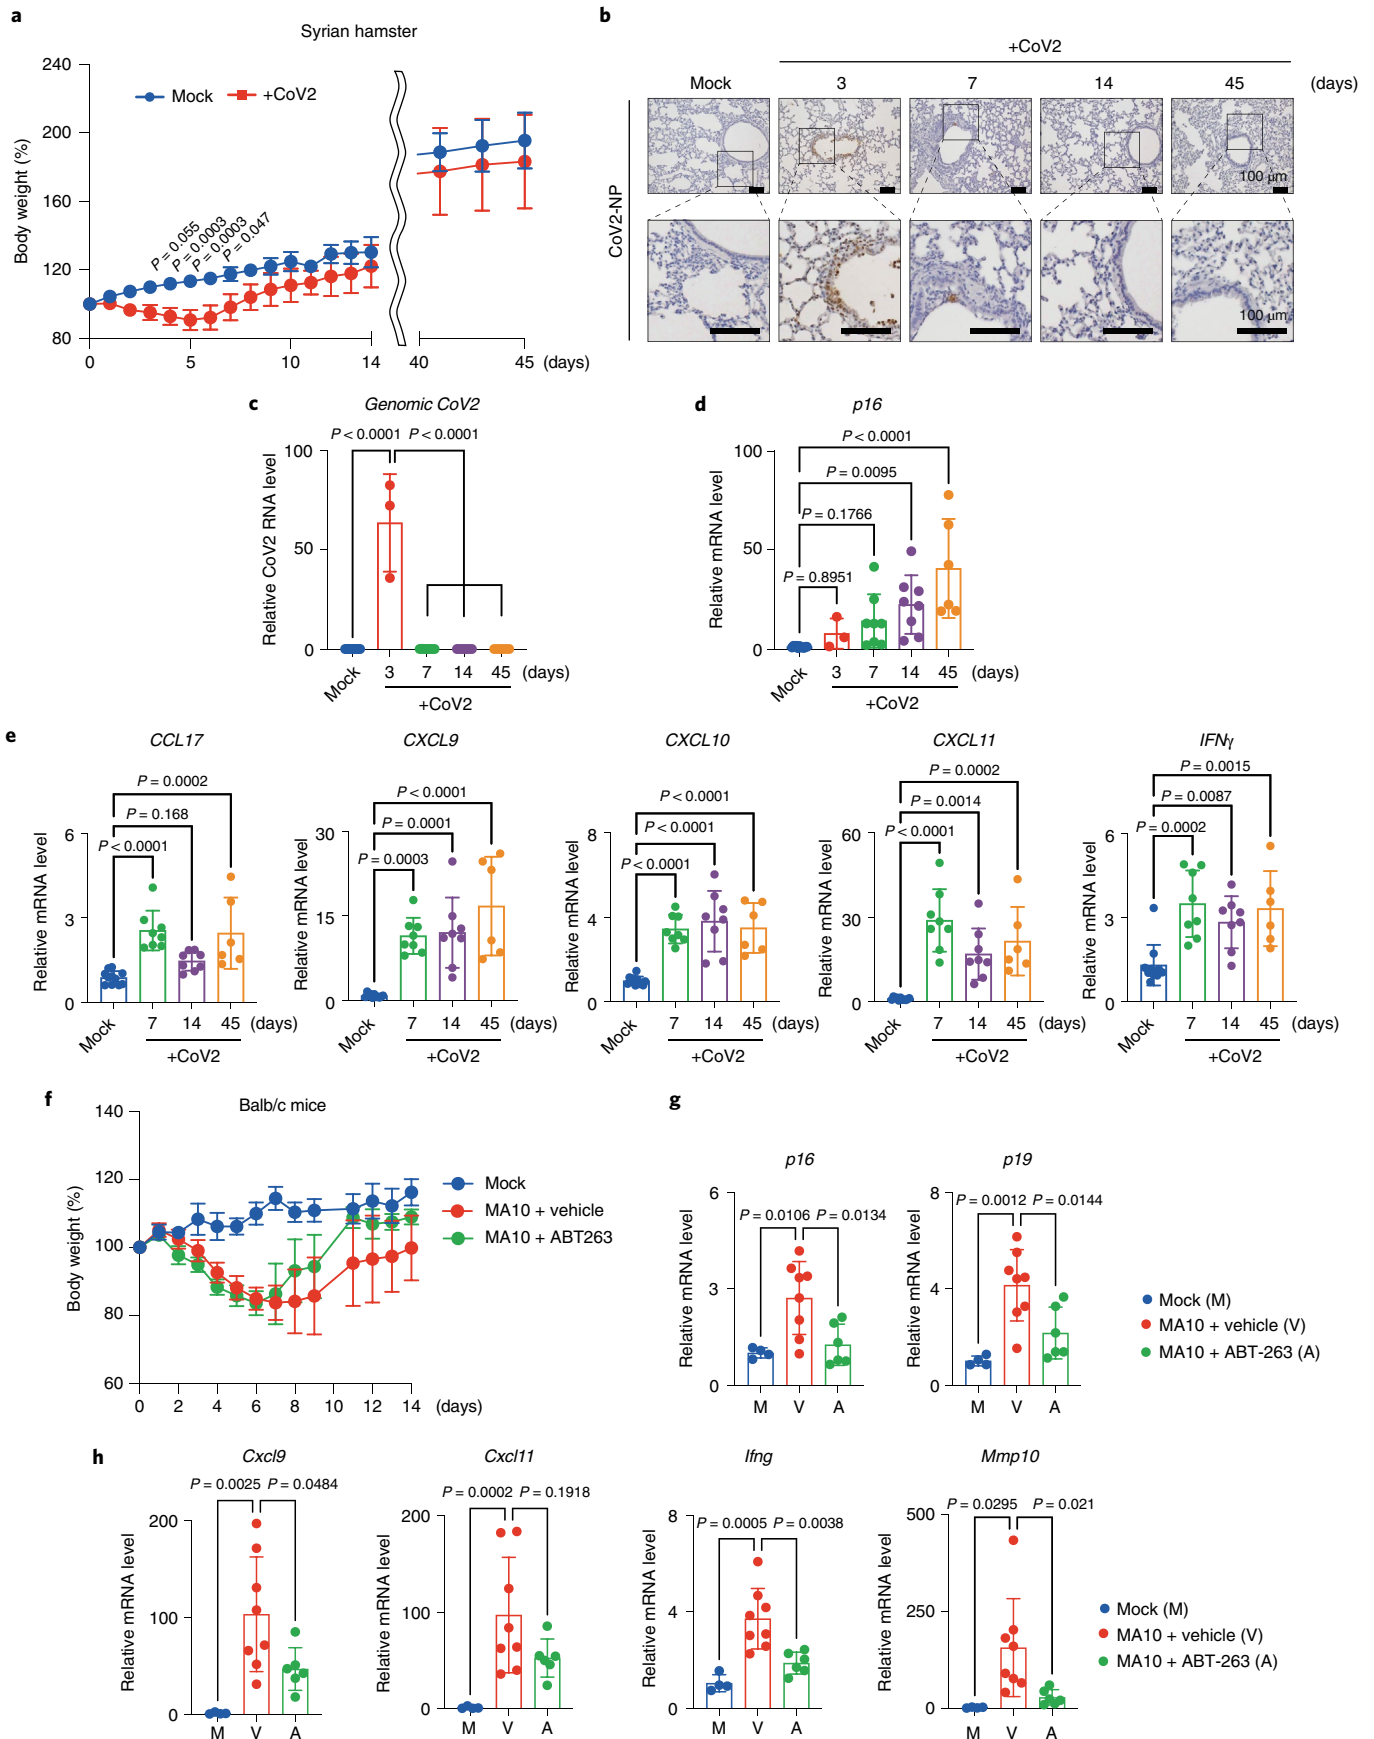 a
Syrian hamster
Body weight (%)
240
200
160
120
80
Mock
+CoV2
P = 0.055
P = 0.0003
P = 0.0003
P = 0.047
0 5 10 14 40 45 (days)
b
+CoV2
Mock 3 7 14 45 (days)
CoV2-NP
100 μm
100 μm
c
Genomic CoV2
P < 0.0001 P < 0.0001
Relative CoV2 RNA level
100
50
0
Mock 3 7 14 45 (days)
+CoV2
d
p16
P < 0.0001
P = 0.0095
P = 0.1766
P = 0.8951
Relative mRNA level
100
50
0
Mock 3 7 14 45 (days)
+CoV2
e
CCL17
P = 0.0002
P = 0.168
P < 0.0001
Relative mRNA level
6
3
0
Mock 7 14 45 (days)
+CoV2
CXCL9
P < 0.0001
P = 0.0001
P = 0.0003
Relative mRNA level
30
15
0
Mock 7 14 45 (days)
+CoV2
CXCL10
P < 0.0001
P < 0.0001
P < 0.0001
Relative mRNA level
8
4
0
Mock 7 14 45 (days)
+CoV2
CXCL11
P = 0.0002
P = 0.0014
P < 0.0001
Relative mRNA level
60
30
0
Mock 7 14 45 (days)
+CoV2
IFNγ
P = 0.0015
P = 0.0087
P = 0.0002
Relative mRNA level
6
3
0
Mock 7 14 45 (days)
+CoV2
f
Balb/c mice
Body weight (%)
140
120
100
80
60
0 2 4 6 8 10 12 14 (days)
Mock
MA10 + vehicle
MA10 + ABT263
g
p16
P = 0.0106 P = 0.0134
Relative mRNA level
6
3
0
M V A
p19
P = 0.0012 P = 0.0144
Relative mRNA level
8
4
0
M V A
Mock (M)
MA10 + vehicle (V)
MA10 + ABT-263 (A)
h
Cxcl9
P = 0.0025 P = 0.0484
Relative mRNA level
200
100
0
M V A
Cxcl11
P = 0.0002 P = 0.1918
Relative mRNA level
200
100
0
M V A
Ifng
P = 0.0005 P = 0.0038
Relative mRNA level
8
4
0
M V A
Mmp10
P = 0.0295 P = 0.021
Relative mRNA level
500
250
0
M V A
Mock (M)
MA10 + vehicle (V)
MA10 + ABT-263 (A)